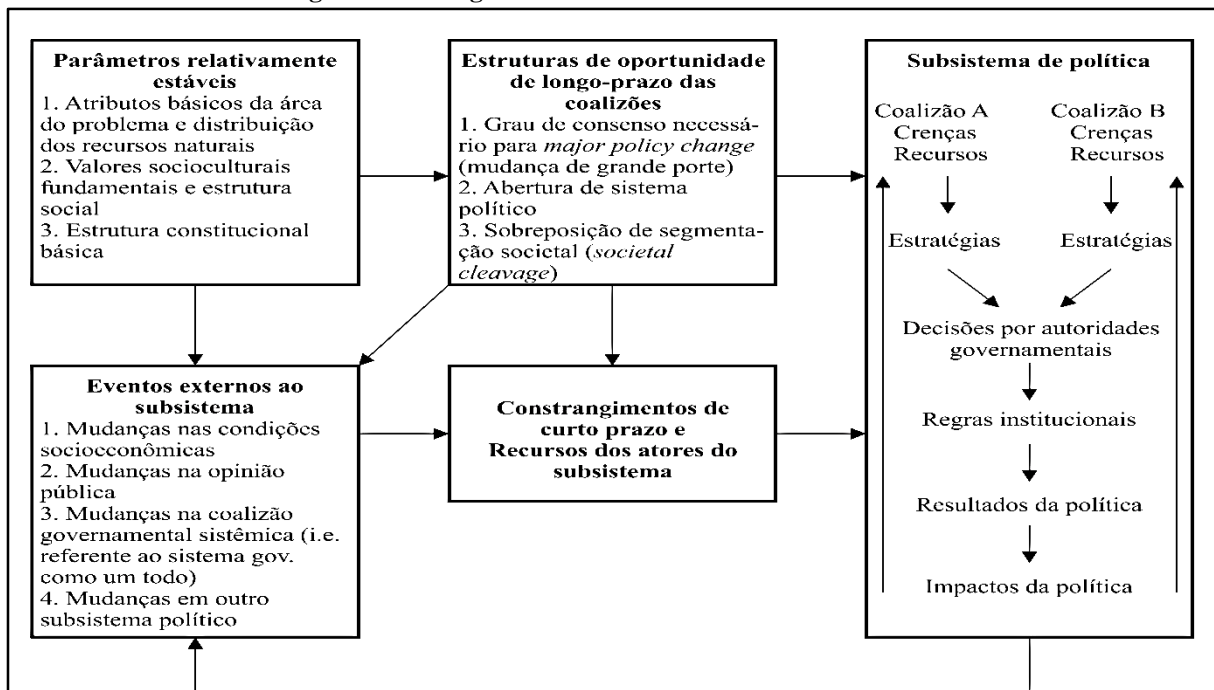 Parâmetros relativamente
estáveis
1. Atributos básicos da área
do problema e distribuição
dos recursos naturais
2. Valores socioculturais
fundamentais e estrutura
social
3. Estrutura constitucional
básica
Estruturas de oportunidade
de longo-prazo das
coalizões
1. Grau de consenso necessá-
rio para major policy change
(mudança de grande porte)
2. Abertura de sistema
político
3. Sobreposição de segmenta-
ção societal (societal
cleavage)
Subsistema de política
Coalizão A
Crenças
Recursos
Coalizão B
Crenças
Recursos
Estratégias
Estratégias
Decisões por autoridades
governamentais
Regras institucionais
Resultados da política
Impactos da política
Eventos externos ao
subsistema
1. Mudanças nas condições
socioeconômicas
2. Mudanças na opinião
pública
3. Mudanças na coalizão
governamental sistêmica (i.e.
referente ao sistema gov.
como um todo)
4. Mudanças em outro
subsistema político
Constrangimentos de
curto prazo e
Recursos dos atores do
subsistema